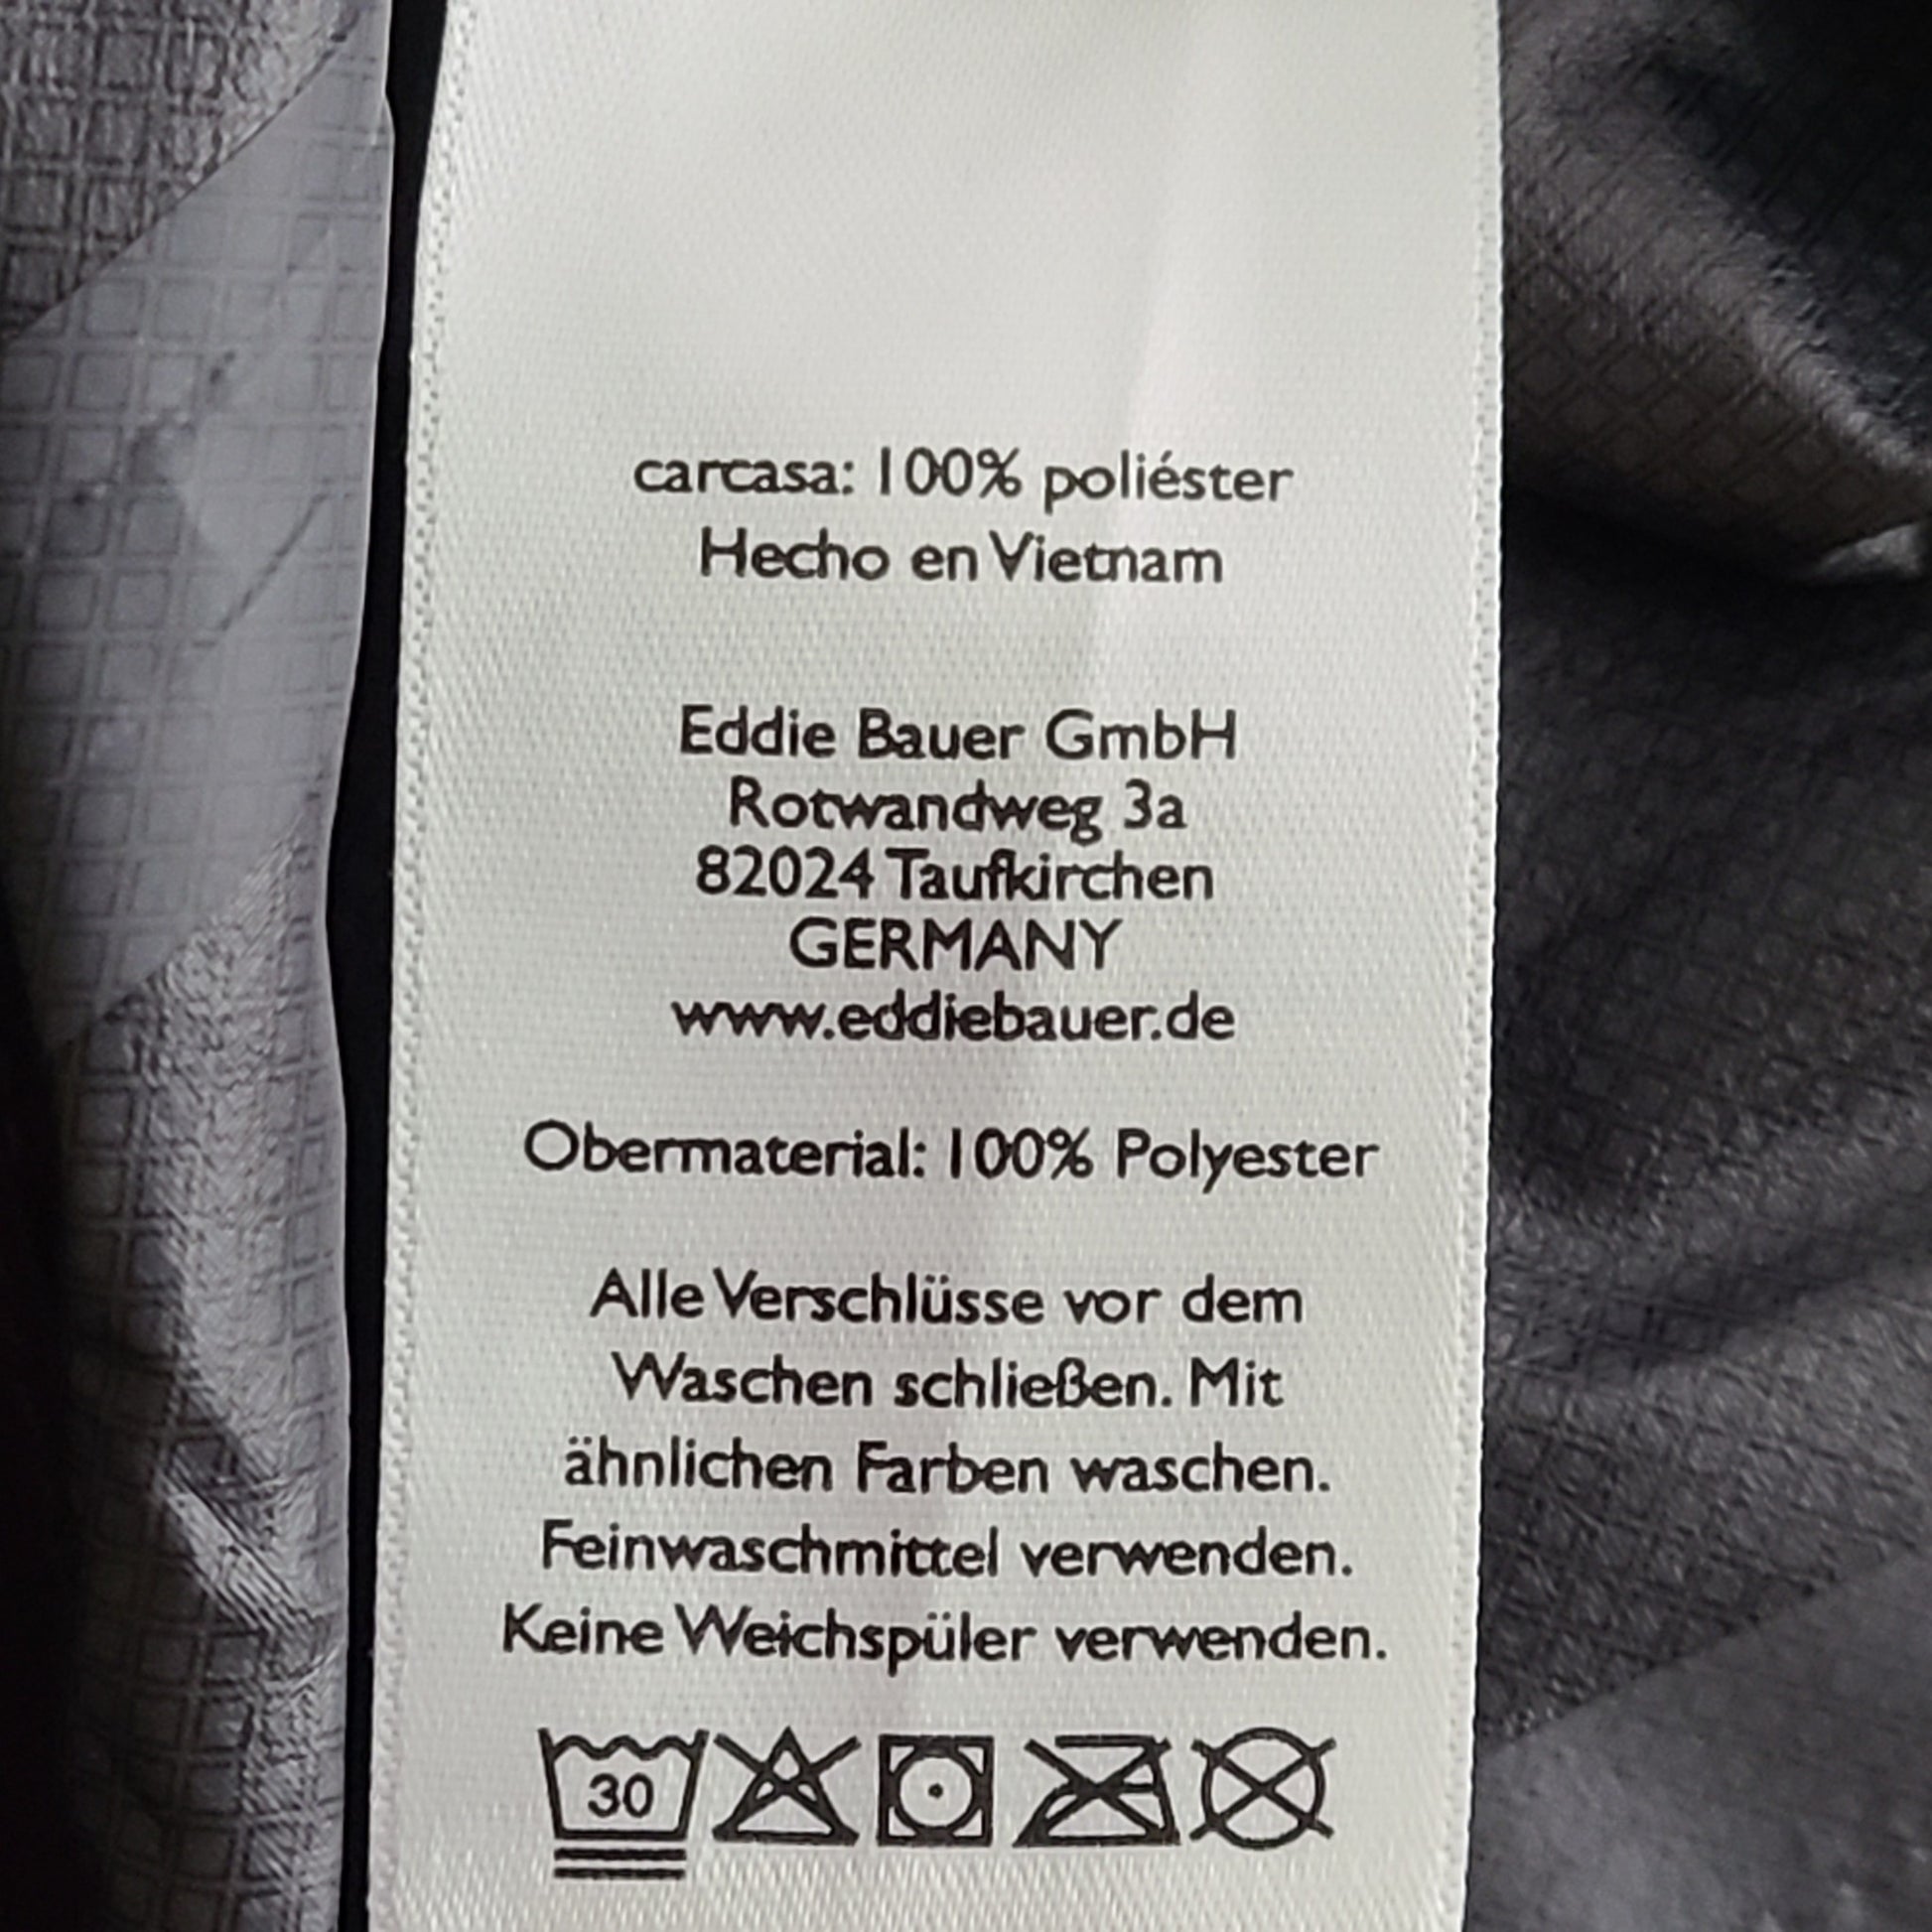 carcasa: 100% poliéster
Hecho en Vietnam
Eddie Bauer GmbH
Rotwandweg 3a
82024 Taufkirchen
GERMANY
www.eddiebauer.de
Obermaterial: 100% Polyester
Alle Verschlüsse vor dem
Waschen schließen. Mit
ähnlichen Farben waschen.
Feinwaschmittel verwenden.
Keine Weichspüler verwenden.
30